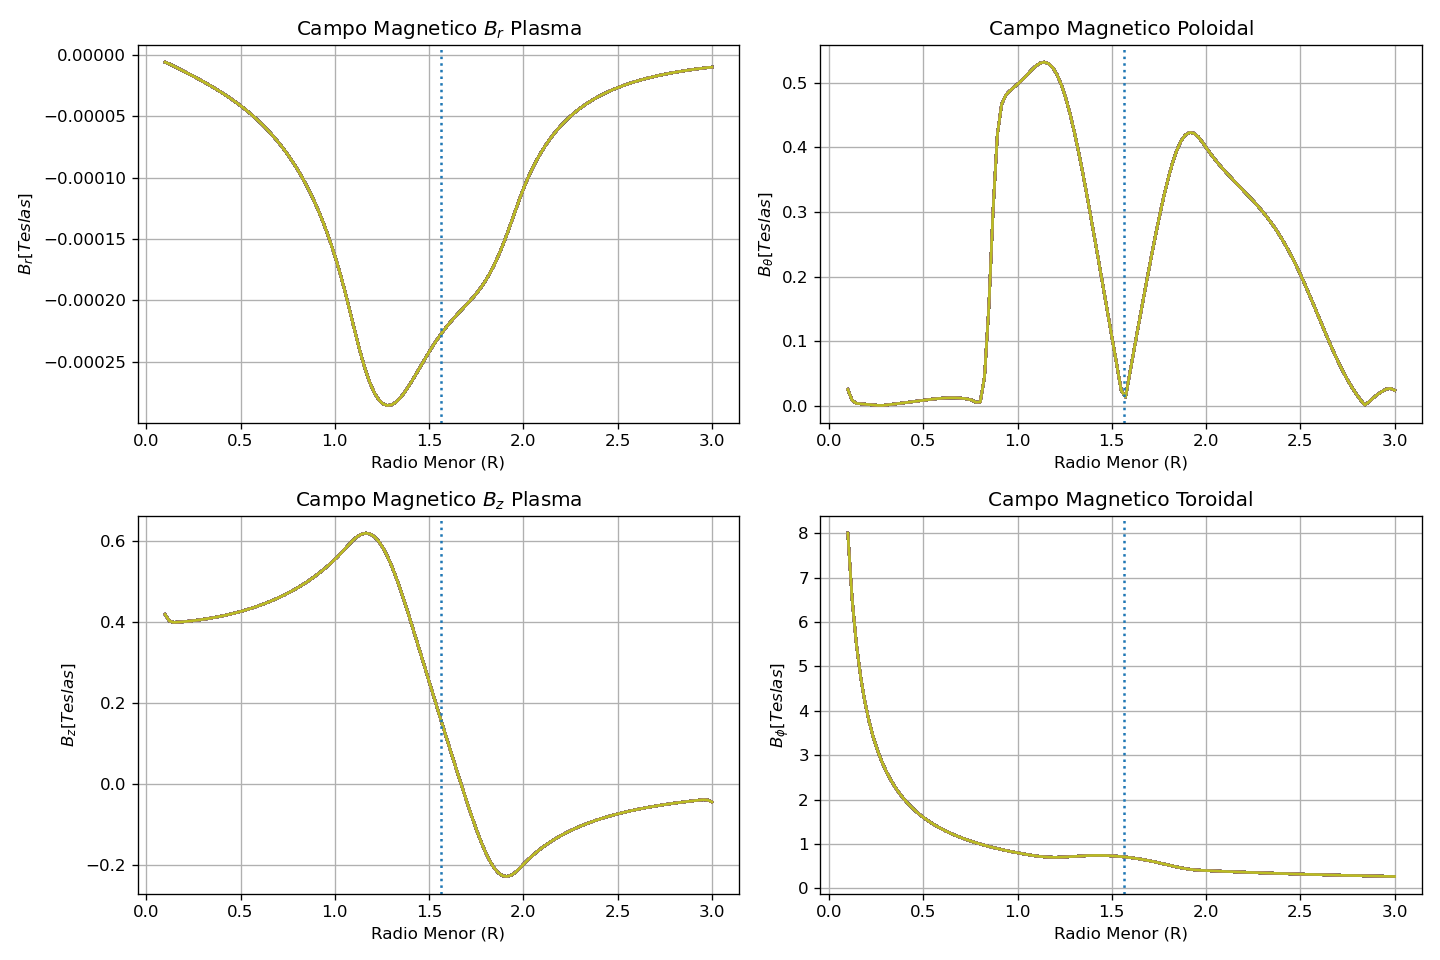 Campo Magnetico $B_r$ Plasma
0.00000
−0.00005
−0.00010
−0.00015
−0.00020
−0.00025
$B_r[Teslas]$
0.0 0.5 1.0 1.5 2.0 2.5 3.0
Radio Menor (R)
Campo Magnetico Poloidal
0.5
0.4
0.3
0.2
0.1
0.0
$B_θ[Teslas]$
0.0 0.5 1.0 1.5 2.0 2.5 3.0
Radio Menor (R)
Campo Magnetico $B_z$ Plasma
0.6
0.4
0.2
0.0
−0.2
$B_z[Teslas]$
0.0 0.5 1.0 1.5 2.0 2.5 3.0
Radio Menor (R)
Campo Magnetico Toroidal
8
7
6
5
4
3
2
1
0
$B_ϕ[Teslas]$
0.0 0.5 1.0 1.5 2.0 2.5 3.0
Radio Menor (R)